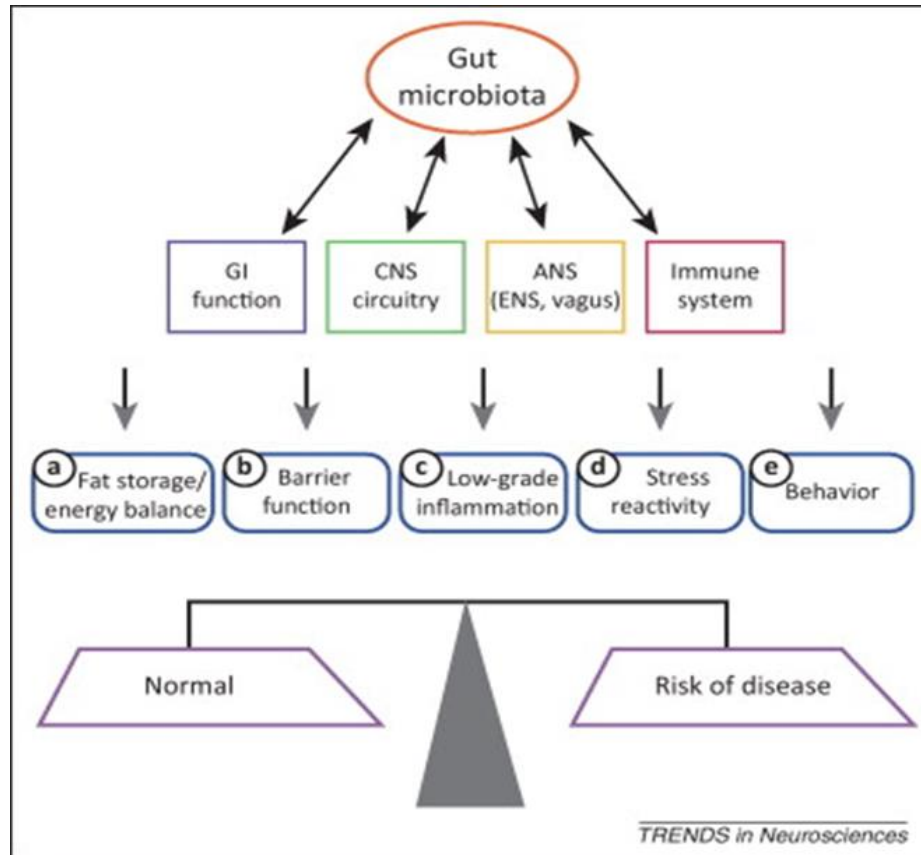 Gut
microbiota
GI
function
CNS
circuitry
ANS
(ENS, vagus)
Immune
system
a
Fat storage/
energy balance
b
Barrier
function
c
Low-grade
inflammation
d
Stress
reactivity
e
Behavior
Normal
Risk of disease
TRENDS in Neurosciences